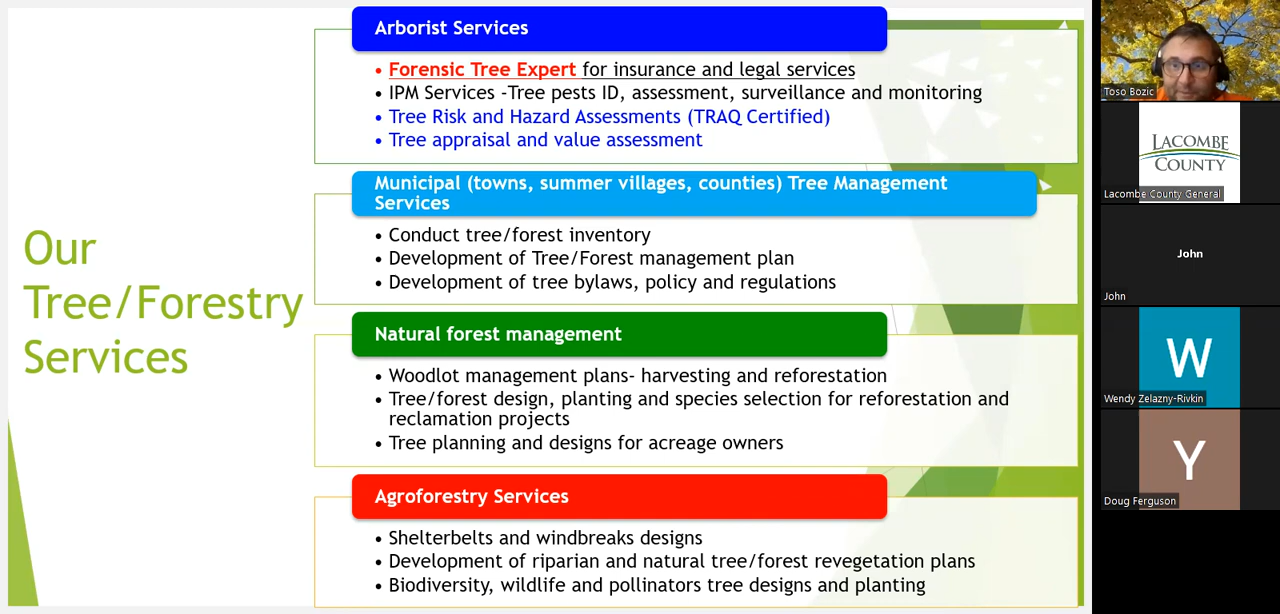 Our
Tree/Forestry
Services
Arborist Services
• Forensic Tree Expert for insurance and legal services
• IPM Services -Tree pests ID, assessment, surveillance and monitoring
• Tree Risk and Hazard Assessments (TRAQ Certified)
• Tree appraisal and value assessment
Municipal (towns, summer villages, counties) Tree Management
Services
• Conduct tree/forest inventory
• Development of Tree/Forest management plan
• Development of tree bylaws, policy and regulations
Natural forest management
• Woodlot management plans- harvesting and reforestation
• Tree/forest design, planting and species selection for reforestation and
reclamation projects
• Tree planning and designs for acreage owners
Agroforestry Services
• Shelterbelts and windbreaks designs
• Development of riparian and natural tree/forest revegetation plans
• Biodiversity, wildlife and pollinators tree designs and planting
Toso Bozic
LACOMBE
COUNTY
Lacombe County General
John
John
W
Wendy Zelazny-Rivkin
Y
Doug Ferguson